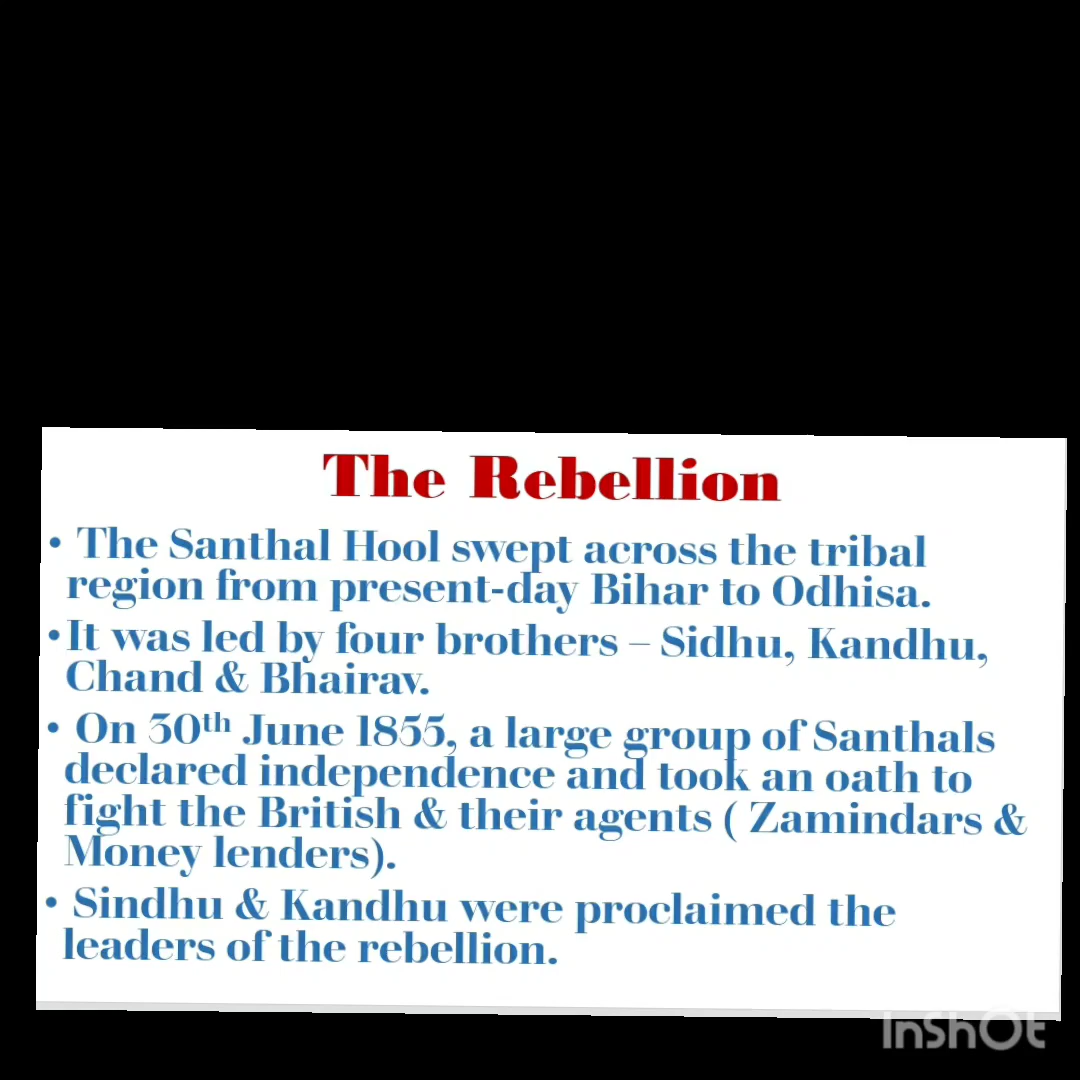 The Rebellion
• The Santhal Hool swept across the tribal
region from present-day Bihar to Odhisa.
• It was led by four brothers – Sidhu, Kandhu,
Chand & Bhairav.
• On 30th June 1855, a large group of Santhals
declared independence and took an oath to
fight the British & their agents ( Zamindars &
Money lenders).
• Sindhu & Kandhu were proclaimed the
leaders of the rebellion.
InShOt